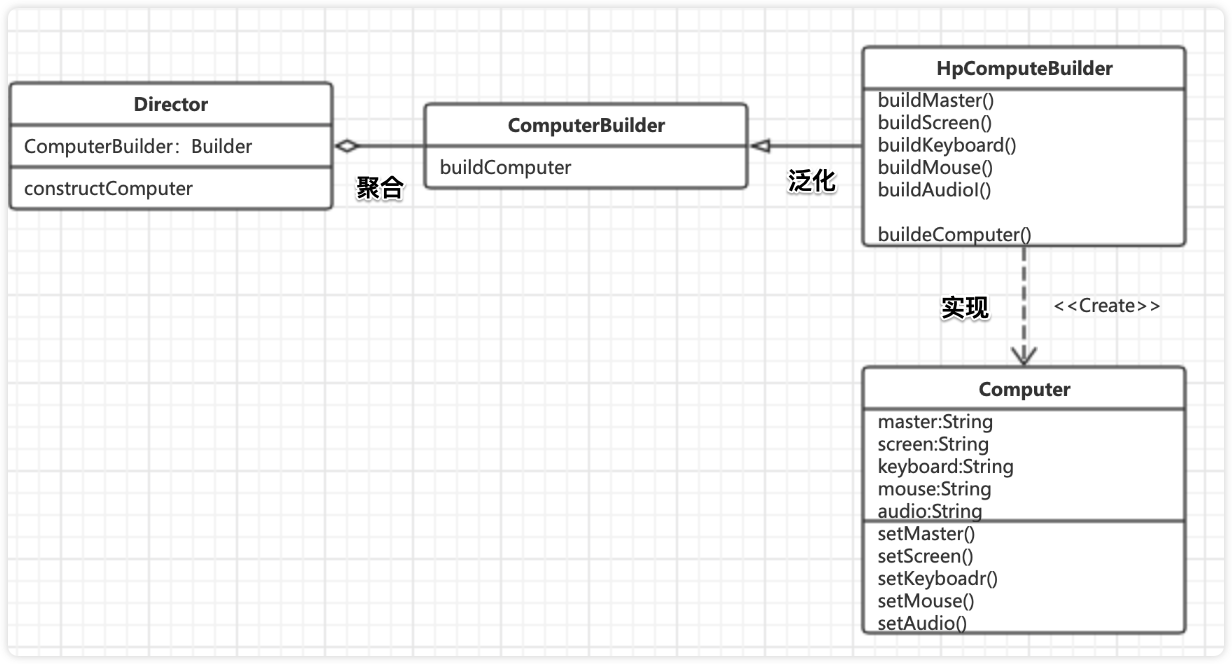 Director
ComputerBuilder：Builder
constructComputer
聚合
ComputerBuilder
buildComputer
泛化
HpComputeBuilder
buildMaster()
buildScreen()
buildKeyboard()
buildMouse()
buildAudiol()
buildeComputer()
实现
<<Create>>
Computer
master:String
screen:String
keyboard:String
mouse:String
audio:String
setMaster()
setScreen()
setKeyboadr()
setMouse()
setAudio()